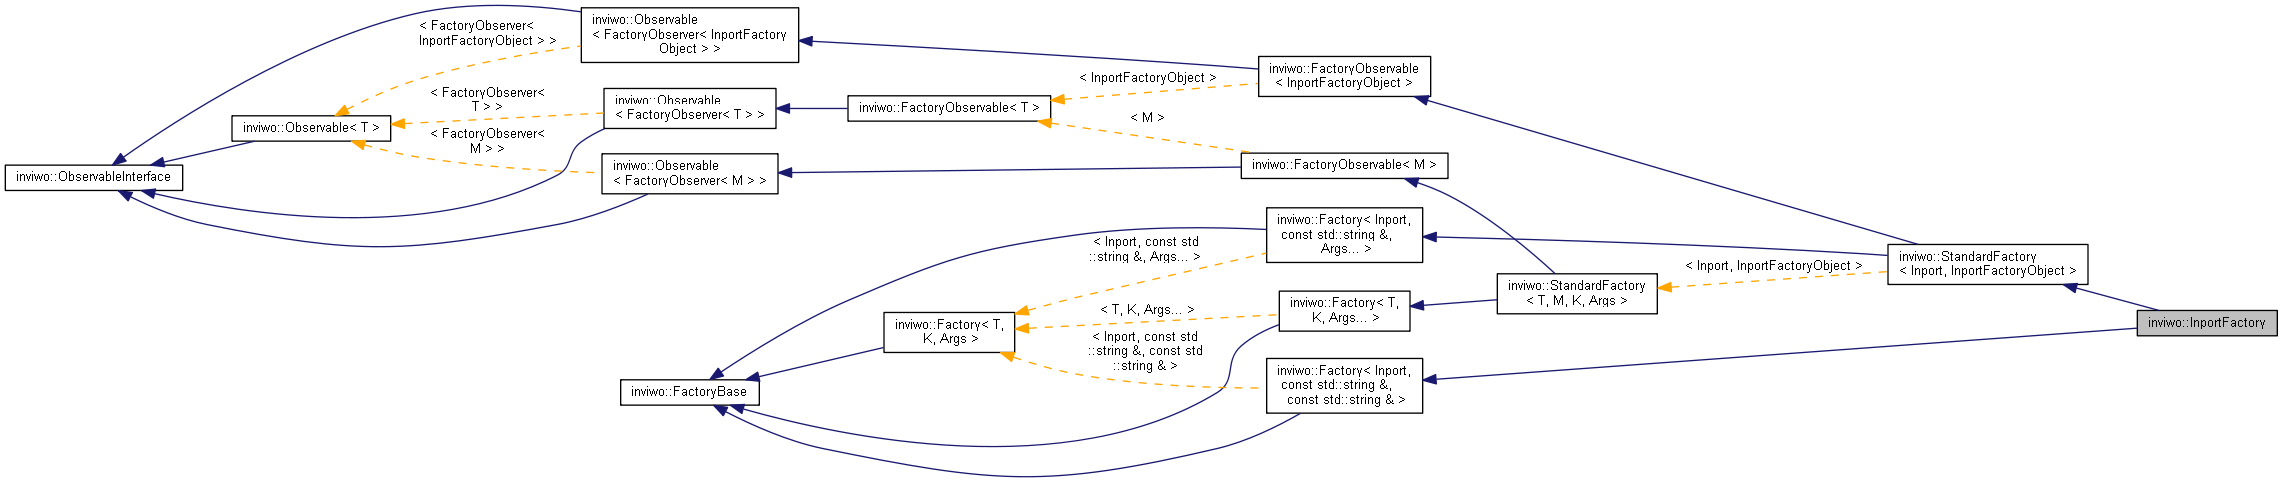 inviwo::ObservableInterface
inviwo::Observable< T >
< FactoryObserver<
InportFactoryObject > >
< FactoryObserver<
T > >
< FactoryObserver<
M > >
inviwo::Observable
< FactoryObserver< InportFactory
Object > >
inviwo::Observable
< FactoryObserver< T > >
inviwo::Observable
< FactoryObserver< M > >
inviwo::FactoryObservable< T >
< InportFactoryObject >
< M >
inviwo::FactoryObservable
< InportFactoryObject >
inviwo::FactoryObservable< M >
inviwo::FactoryBase
inviwo::Factory< T,
K, Args >
< Inport, const std
::string &, Args... >
< T, K, Args... >
< Inport, const std
::string &, const std
::string & >
inviwo::Factory< Inport,
const std::string &,
Args... >
inviwo::Factory< T,
K, Args... >
inviwo::Factory< Inport,
const std::string &,
const std::string & >
inviwo::StandardFactory
< T, M, K, Args >
< Inport, InportFactoryObject >
inviwo::StandardFactory
< Inport, InportFactoryObject >
inviwo::InportFactory